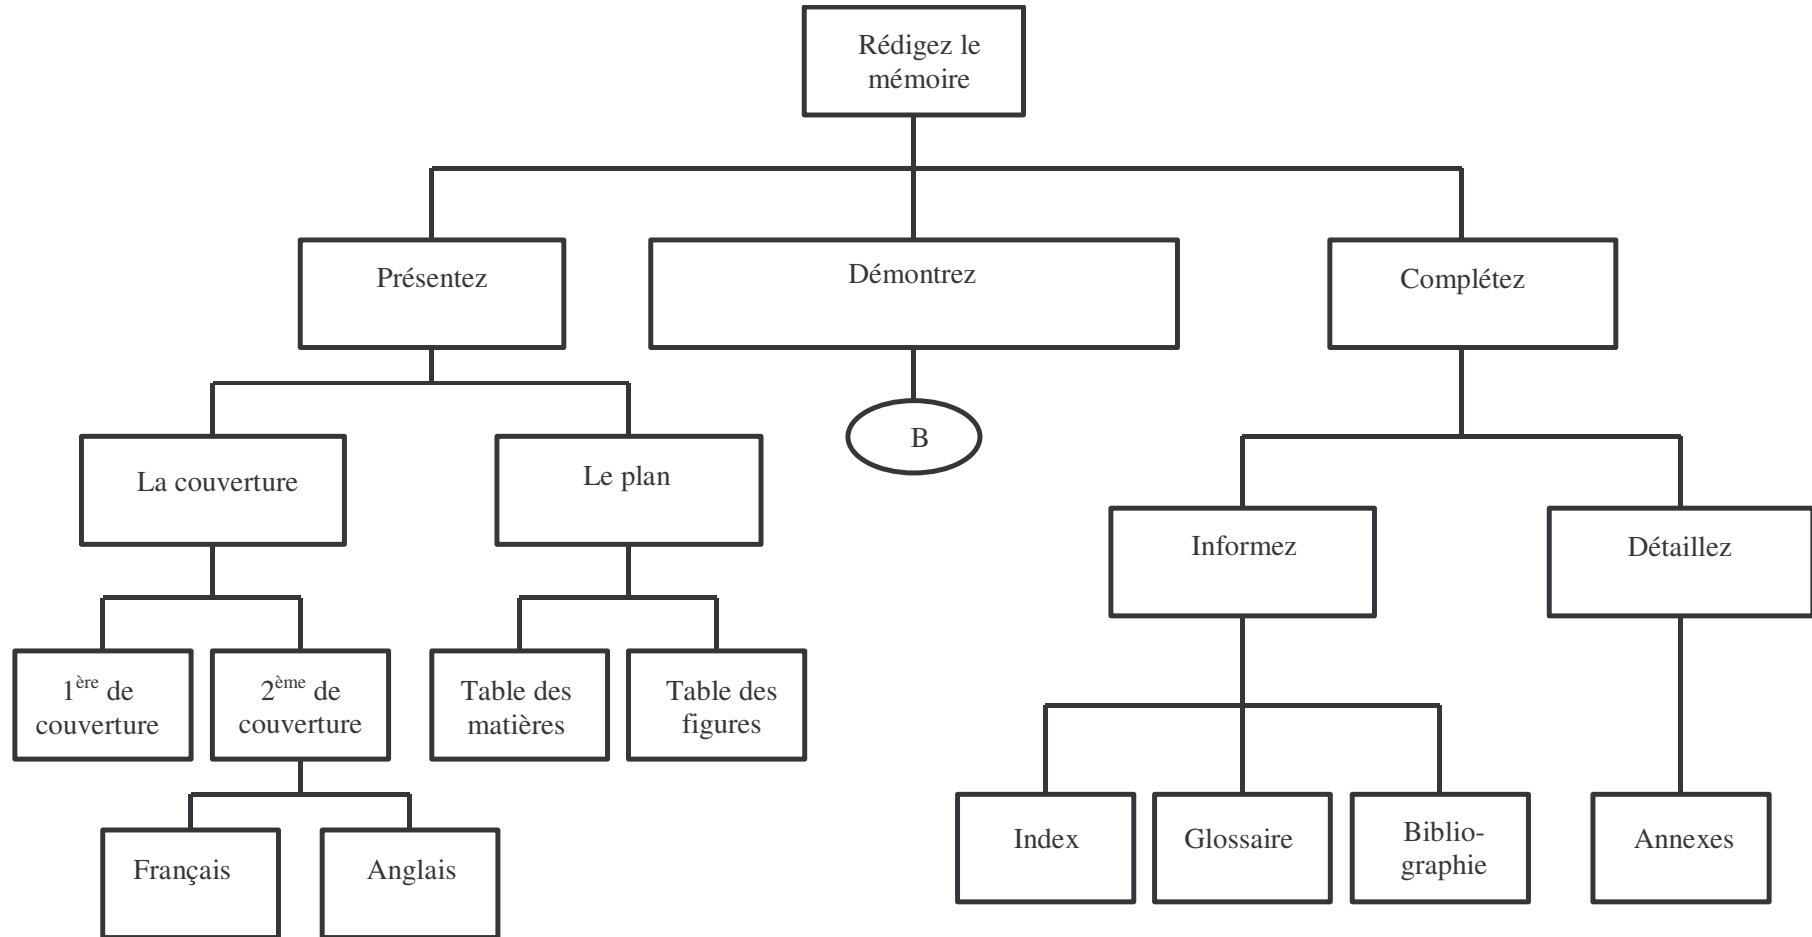 Rédigez le
mémoire
Présentez
Démontrez
Complétez
La couverture
Le plan
B
Informez
Détaillez
1ère de
couverture
2ème de
couverture
Table des
matières
Table des
figures
Français
Anglais
Index
Glossaire
Biblio-
graphie
Annexes